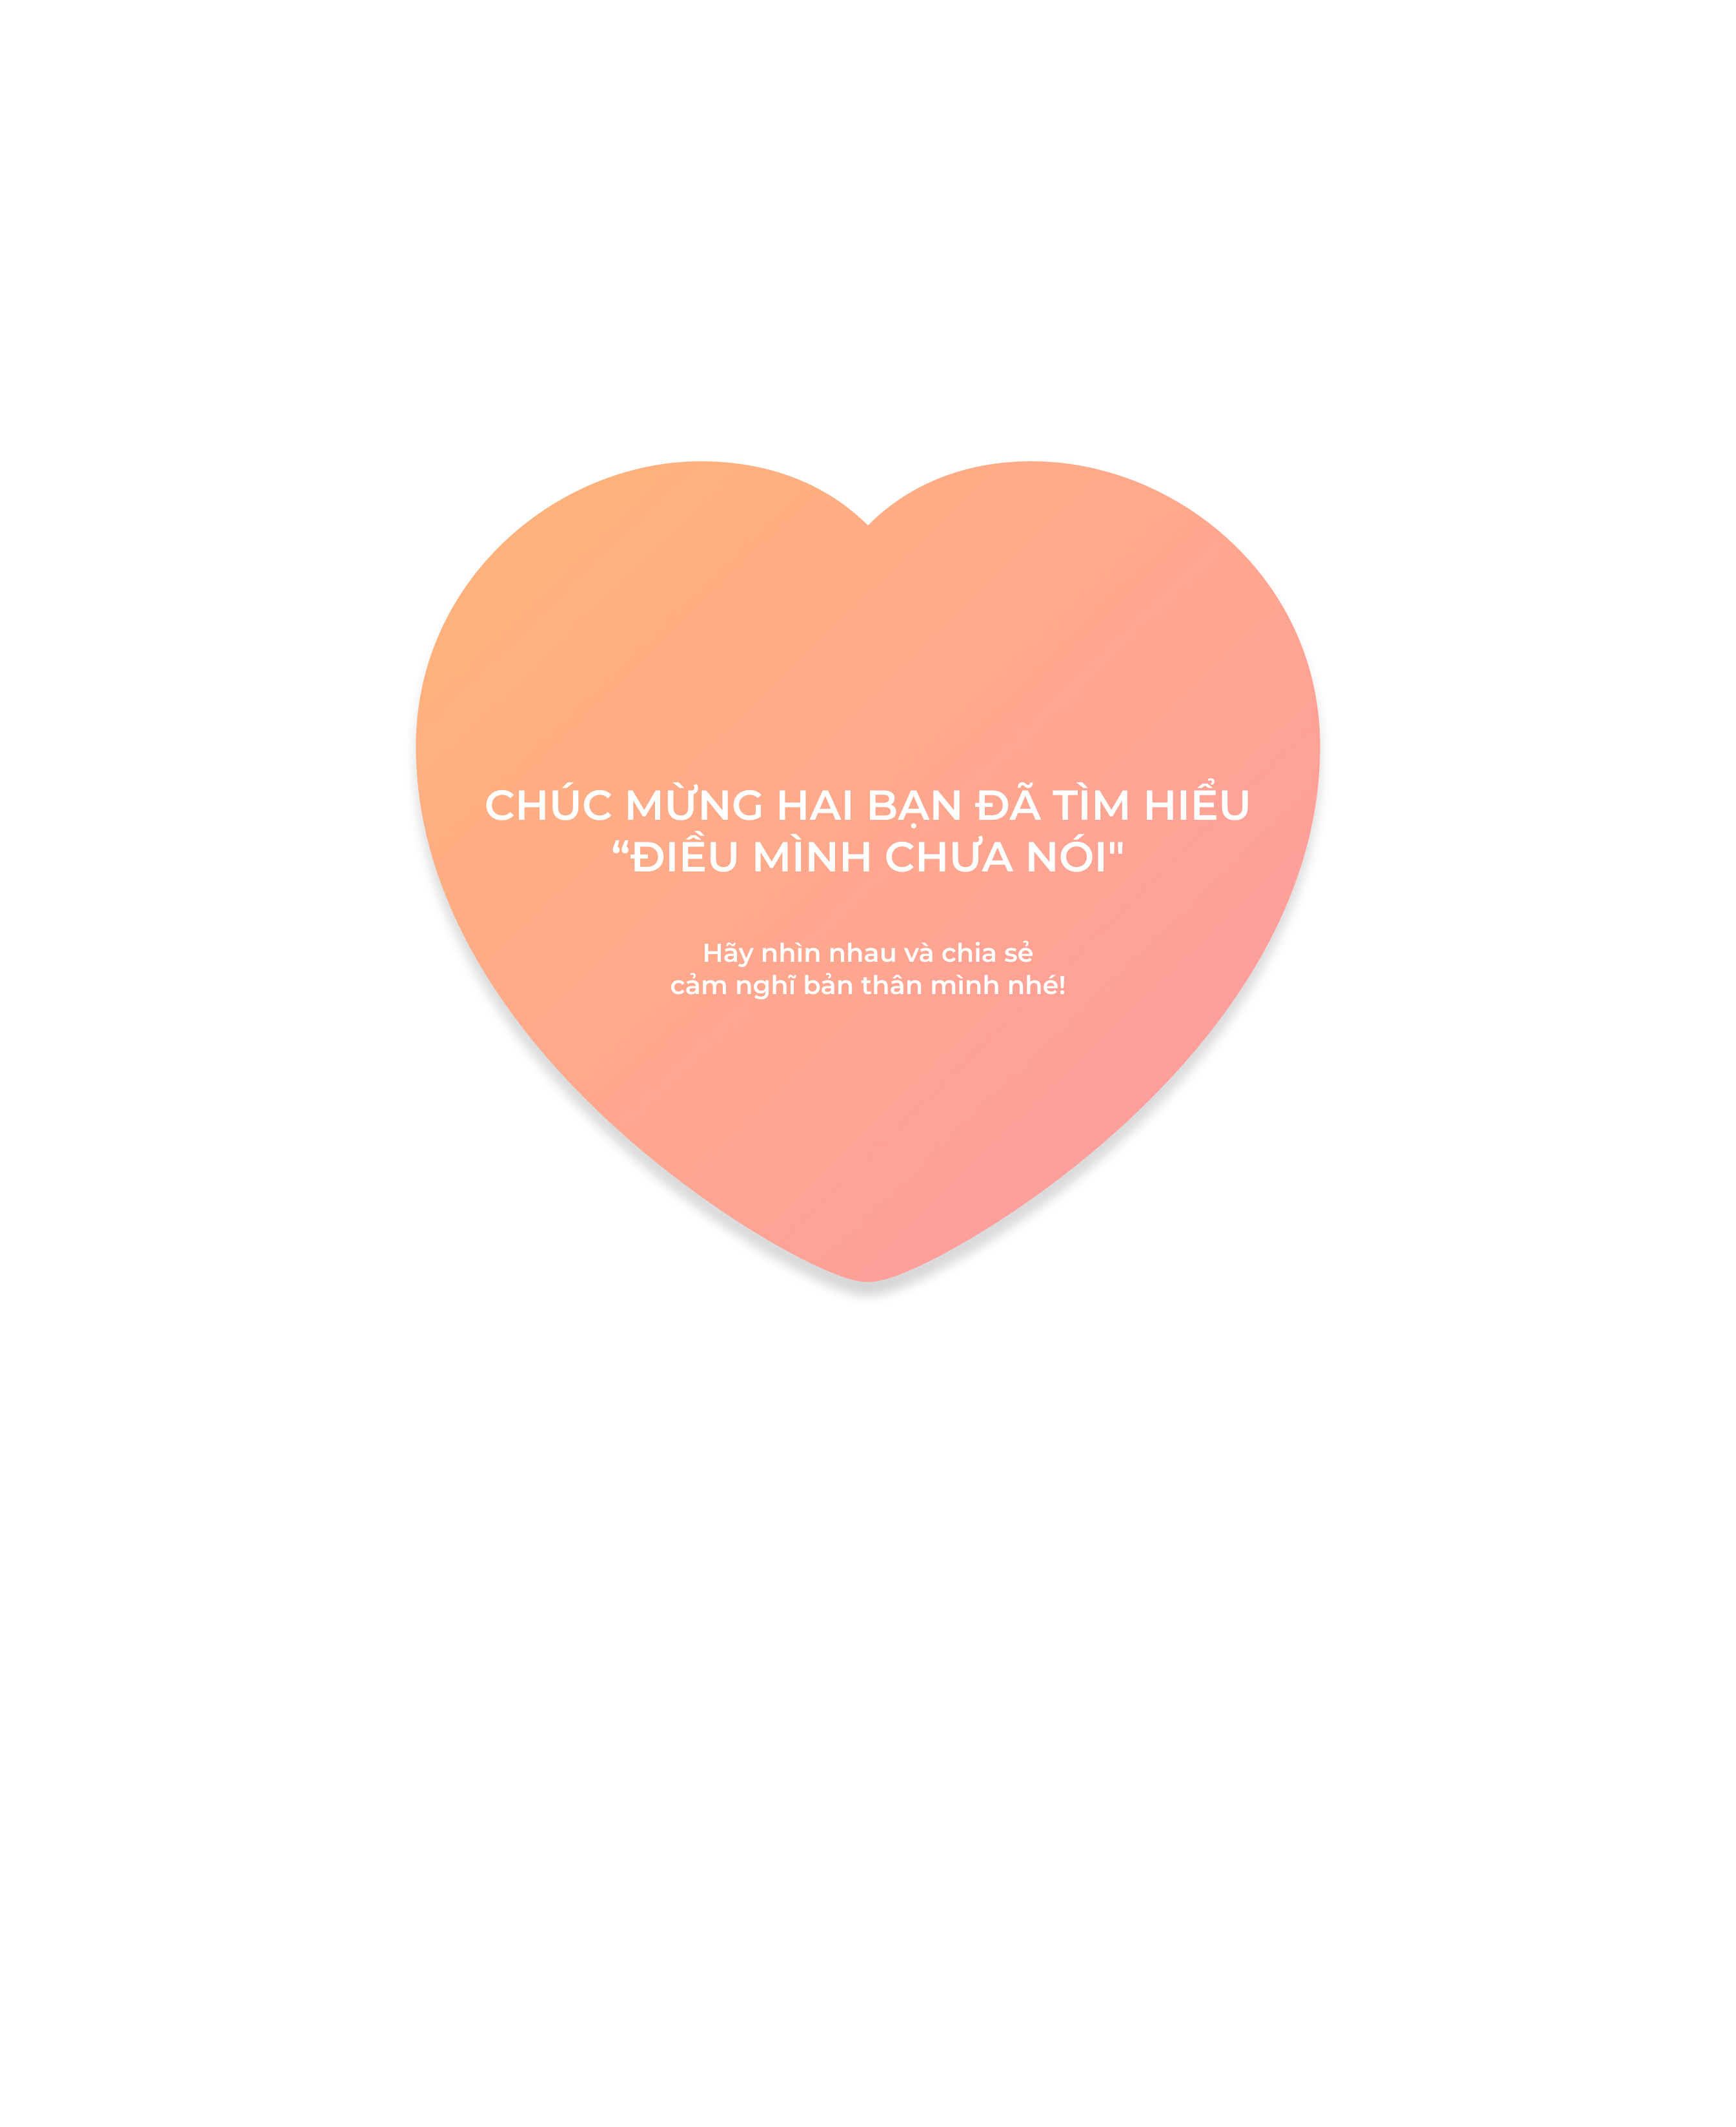 CHÚC MỪNG HAI BẠN ĐÃ TÌM HIỂU
“ĐIỀU MÌNH CHƯA NÓI"
Hãy nhìn nhau và chia sẻ
cảm nghĩ bản thân mình nhé!